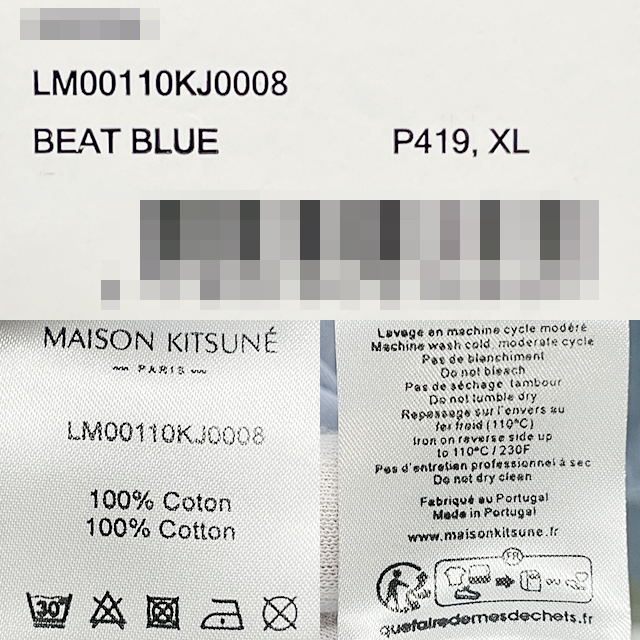 LM00110KJ0008
BEAT BLUE P419, XL
MAISON KITSUNÉ
PARIS
LM00110KJ0008
100% Coton
100% Cotton
30°
Lavage en machine cycle modéré
Machine wash cold, moderate cycle
Pas de blanchiment
Do not bleach
Pas de séchage tambour
Do not tumble dry
Repassage sur l'envers au
fer froid (110°C)
Iron on reverse side up
to 110°C / 230F
Pas d'entretien professionnel à sec
Do not dry clean
Fabriqué au Portugal
Made in Portugal
www.maisonkitsune.fr
FR
quefairedemesdechets.fr